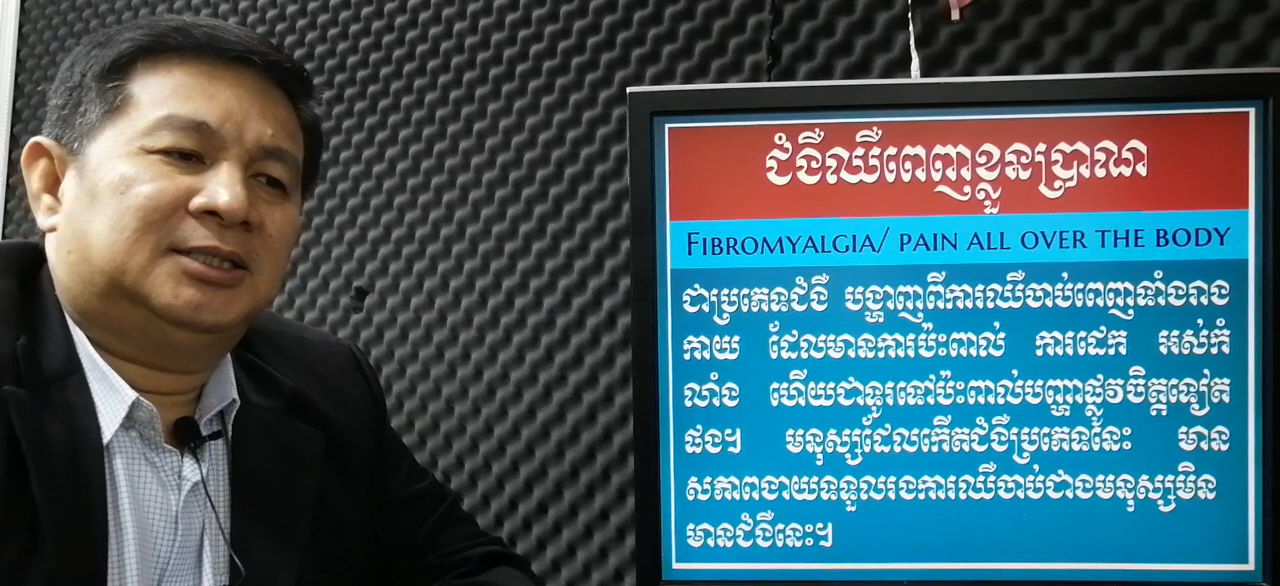 ជំងឺឈឺពេញខ្លួនប្រាណ
FIBROMYALGIA/ PAIN ALL OVER THE BODY
ជាប្រភេទជំងឺ បង្ហាញពីការឈឺចាប់ពេញទាំងរាង
កាយ ដែលមានការប៉ះពាល់ ការដេក អស់កំ
លាំង ហើយជាទូរទៅប៉ះពាល់បញ្ហាផ្លូវចិត្តទៀត
ផង។ មនុស្សដែលកើតជំងឺប្រភេទនេះ មាន
សភាពងាយទទួលរងការឈឺចាប់ជាងមនុស្សមិន
មានជំងឺនេះ។